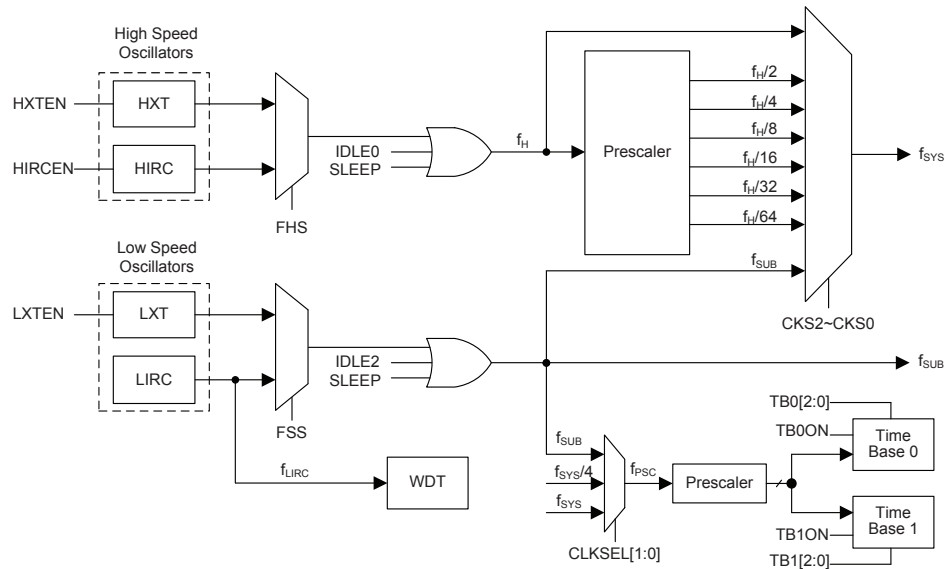 High Speed
Oscillators
HXTEN
HXT
HIRCEN
HIRC
FHS
IDLE0
SLEEP
fH
Prescaler
fH/2
fH/4
fH/8
fH/16
fH/32
fH/64
fSUB
CKS2~CKS0
fSYS
Low Speed
Oscillators
LXTEN
LXT
LIRC
FSS
IDLE2
SLEEP
fSUB
fLIRC
WDT
fSUB
fSYS/4
fSYS
CLKSEL[1:0]
fPSC
Prescaler
TB0[2:0]
TB0ON
Time
Base 0
TB1ON
Time
Base 1
TB1[2:0]